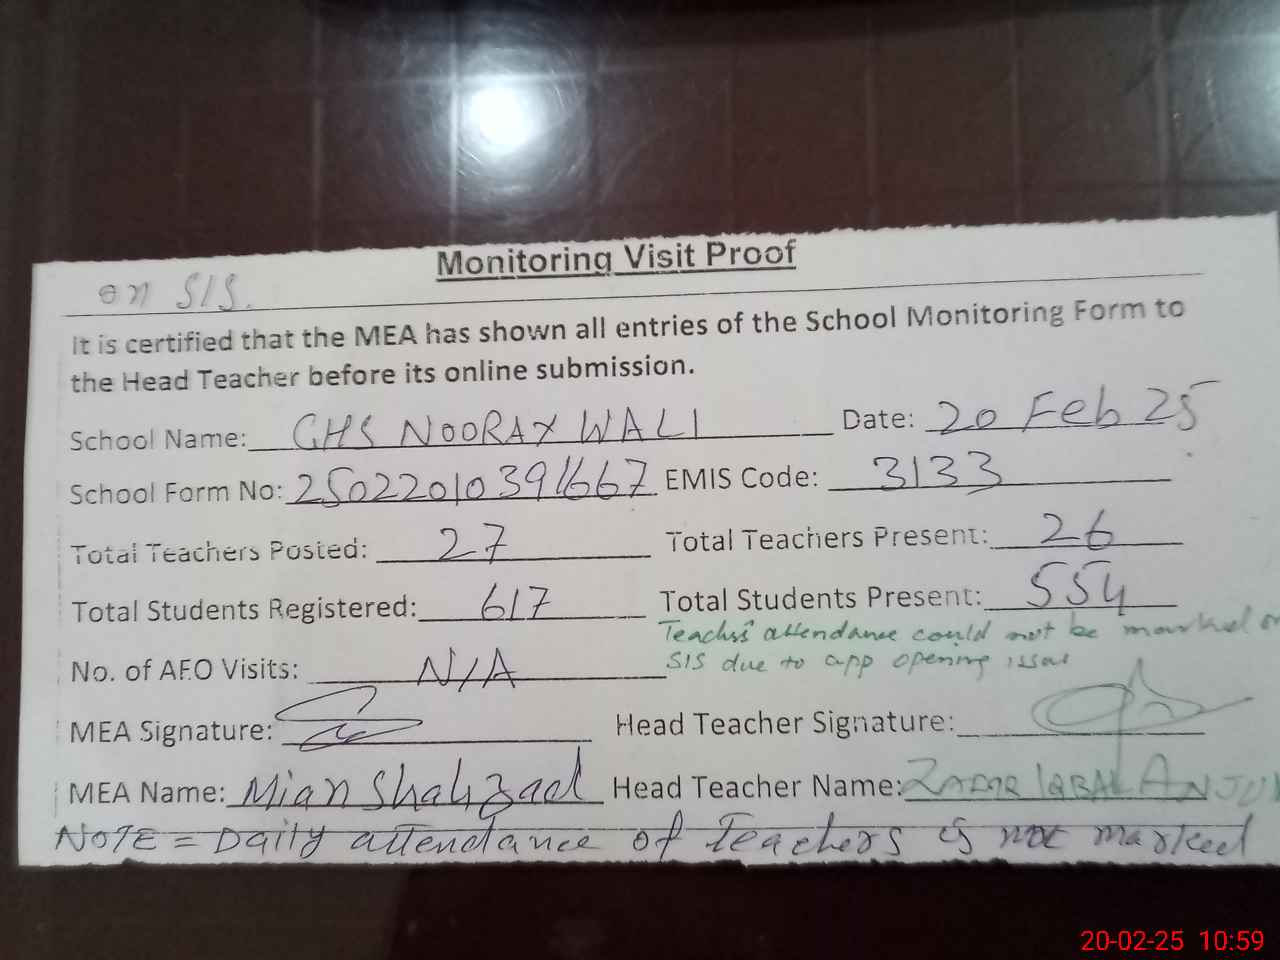 Monitoring Visit Proof
on SIS.
It is certified that the MEA has shown all entries of the School Monitoring Form to
the Head Teacher before its online submission.
School Name: GHS NOORAX WALI Date: 20 Feb 25
School Form No: 25022010391667 EMIS Code: 3133
Total Teachers Posted: 27 Total Teachers Present: 26
Total Students Registered: 617 Total Students Present: 554
Teachs's attendance could not be marked on
SIS due to app opening issue
No. of AEO Visits: N/A
MEA Signature: Head Teacher Signature:
MEA Name: Mian Shahzad Head Teacher Name: ZAFAR IQBAL ANJU
NOTE = Daily attendance of Teachers is not marked
20-02-25 10:59